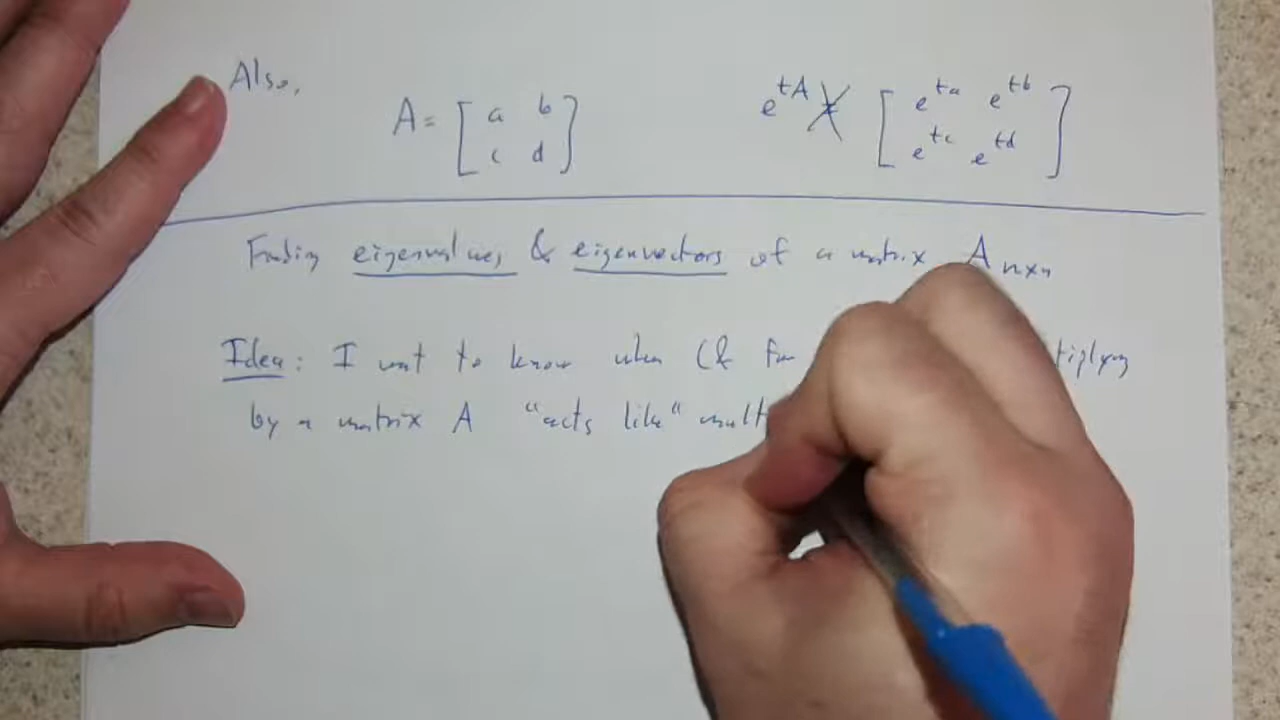 Also,
A = [ a b ]   e^{tA} ≠ [ e^{ta} e^{tb} ]
[ c d ]   [ e^{tc} e^{td} ]
Finding eigenvalues & eigenvectors of a matrix A_{n×n}
Idea: I want to know when (& for
by a matrix A "acts like" mult